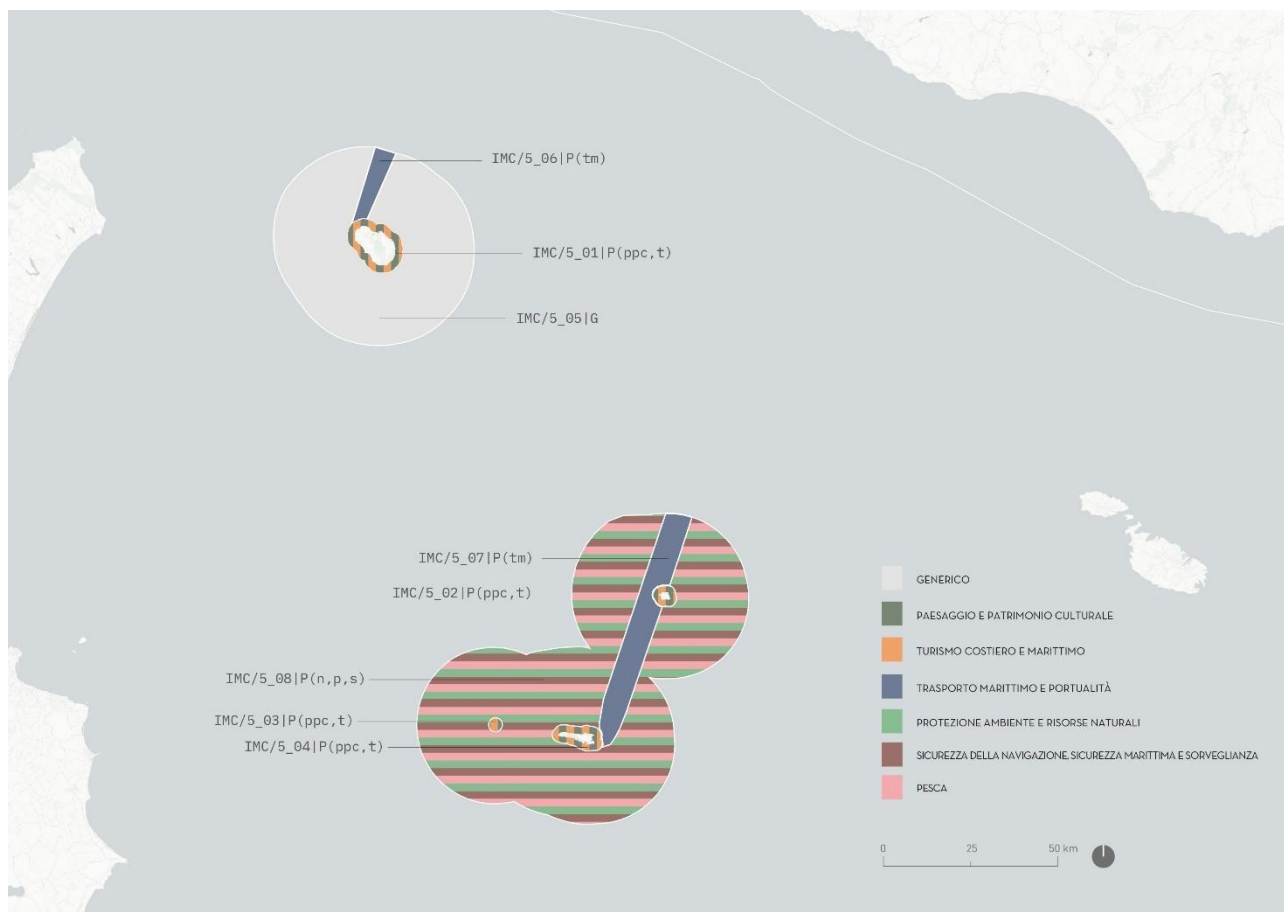 IMC/5_06|P(tm)
IMC/5_01|P(ppc,t)
IMC/5_05|G
IMC/5_07|P(tm)
IMC/5_02|P(ppc,t)
IMC/5_08|P(n,p,s)
IMC/5_03|P(ppc,t)
IMC/5_04|P(ppc,t)
GENERICO
PAESAGGIO E PATRIMONIO CULTURALE
TURISMO COSTIERO E MARITTIMO
TRASPORTO MARITTIMO E PORTUALITÀ
PROTEZIONE AMBIENTE E RISORSE NATURALI
SICUREZZA DELLA NAVIGAZIONE, SICUREZZA MARITTIMA E SORVEGLIANZA
PESCA
0 25 50 km